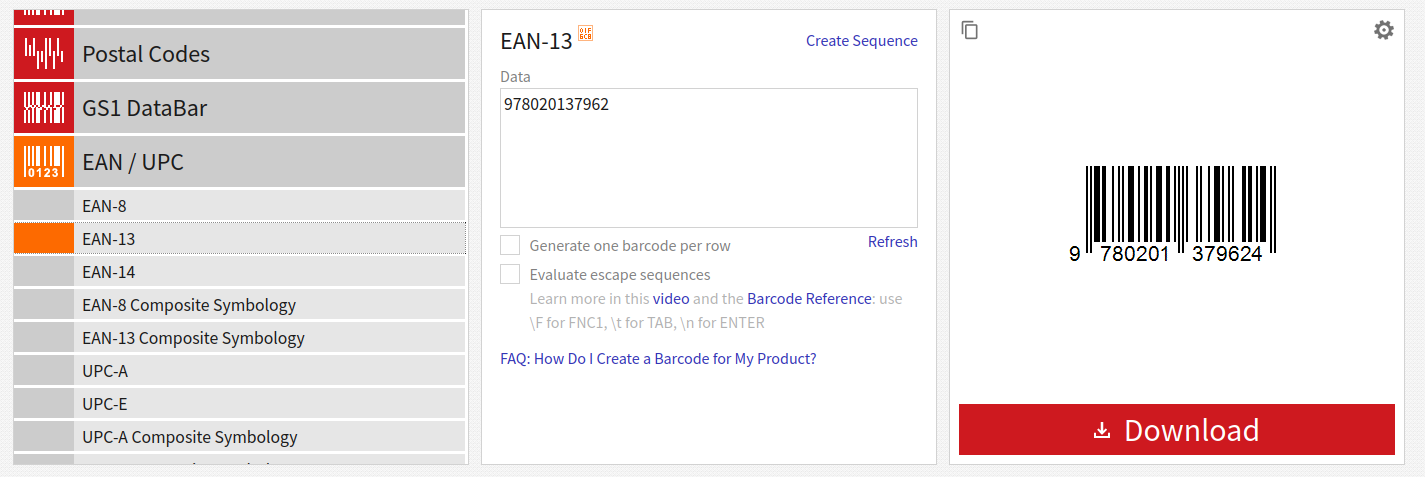 Postal Codes
GS1 DataBar
0123
EAN / UPC
EAN-8
EAN-13
EAN-14
EAN-8 Composite Symbology
EAN-13 Composite Symbology
UPC-A
UPC-E
UPC-A Composite Symbology
EAN-13
Create Sequence
Data
978020137962
Generate one barcode per row
Refresh
Evaluate escape sequences
Learn more in this video and the Barcode Reference: use
\F for FNC1, \t for TAB, \n for ENTER
FAQ: How Do I Create a Barcode for My Product?
9 780201 379624
Download